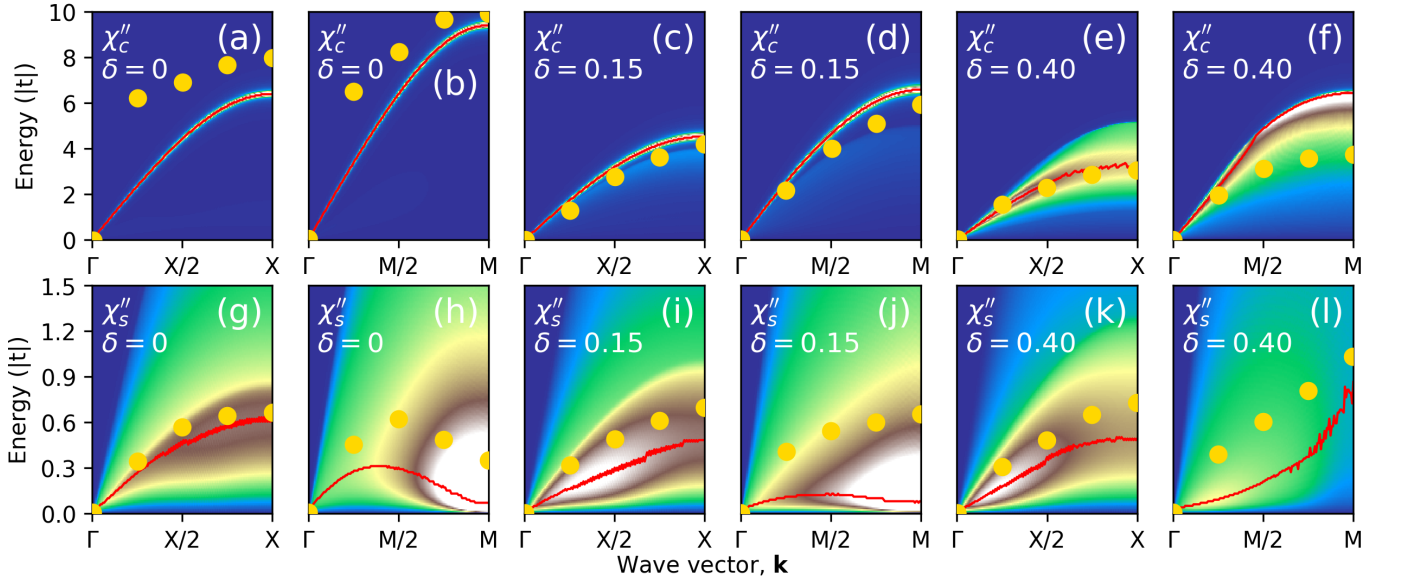 10
8
6
4
2
0
Energy (|t|)
χ″c
δ = 0
(a)
Γ X/2 X
χ″c
δ = 0
(b)
Γ M/2 M
χ″c
δ = 0.15
(c)
Γ X/2 X
χ″c
δ = 0.15
(d)
Γ M/2 M
χ″c
δ = 0.40
(e)
Γ X/2 X
χ″c
δ = 0.40
(f)
Γ M/2 M
1.5
1.2
0.9
0.6
0.3
0.0
Energy (|t|)
χ″s
δ = 0
(g)
Γ X/2 X
χ″s
δ = 0
(h)
Γ M/2 M
χ″s
δ = 0.15
(i)
Γ X/2 X
χ″s
δ = 0.15
(j)
Γ M/2 M
χ″s
δ = 0.40
(k)
Γ X/2 X
χ″s
δ = 0.40
(l)
Γ M/2 M
Wave vector, k